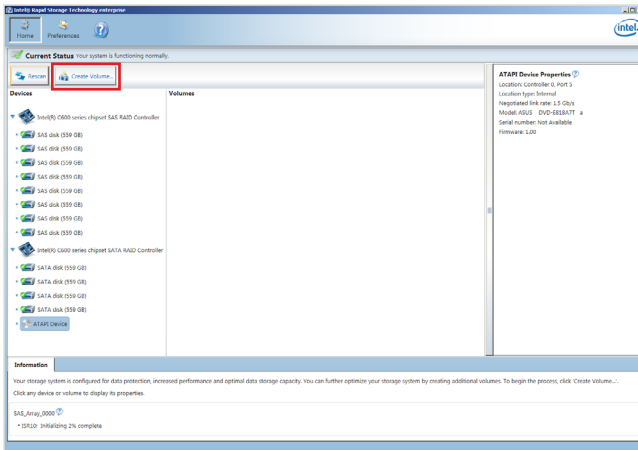 Intel® Rapid Storage Technology enterprise
Home
Preferences
intel
Current Status Your system is functioning normally.
Rescan
Create Volume...
Devices
Volumes
Intel(R) C600 series chipset SAS RAID Controller
SAS disk (559 GB)
SAS disk (559 GB)
SAS disk (559 GB)
SAS disk (559 GB)
SAS disk (559 GB)
SAS disk (559 GB)
SAS disk (559 GB)
SAS disk (559 GB)
Intel(R) C600 series chipset SATA RAID Controller
SATA disk (559 GB)
SATA disk (559 GB)
SATA disk (559 GB)
SATA disk (559 GB)
ATAPI Device
ATAPI Device Properties
Location: Controller 0, Port 5
Location type: Internal
Negotiated link rate: 1.5 Gb/s
Model: ASUS DVD-E818A7T a
Serial number: Not Available
Firmware: 1.00
Information
Your storage system is configured for data protection, increased performance and optimal data storage capacity. You can further optimize your storage system by creating additional volumes. To begin the process, click 'Create Volume...'.
Click any device or volume to display its properties.
SAS_Array_0000
• ISR10: Initializing 2% complete